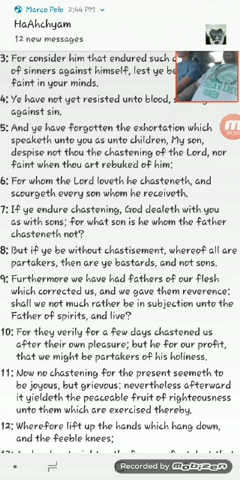 Marco Polo 2:44 PM
HaAhchyam
12 new messages
3: For consider him that endured such
of sinners against himself, lest ye be
faint in your minds.
4: Ye have not yet resisted unto blood,
against sin.
5: And ye have forgotten the exhortation which
speaketh unto you as unto children, My son,
despise not thou the chastening of the Lord, nor
faint when thou art rebuked of him:
6: For whom the Lord loveth he chasteneth, and
scourgeth every son whom he receiveth.
7: If ye endure chastening, God dealeth with you
as with sons; for what son is he whom the father
chasteneth not?
8: But if ye be without chastisement, whereof all are
partakers, then are ye bastards, and not sons.
9: Furthermore we have had fathers of our flesh
which corrected us, and we gave them reverence:
shall we not much rather be in subjection unto the
Father of spirits, and live?
10: For they verily for a few days chastened us
after their own pleasure; but he for our profit,
that we might be partakers of his holiness.
11: Now no chastening for the present seemeth to
be joyous, but grievous: nevertheless afterward
it yieldeth the peaceable fruit of righteousness
unto them which are exercised thereby.
12: Wherefore lift up the hands which hang down,
and the feeble knees;
Recorded by mobizen